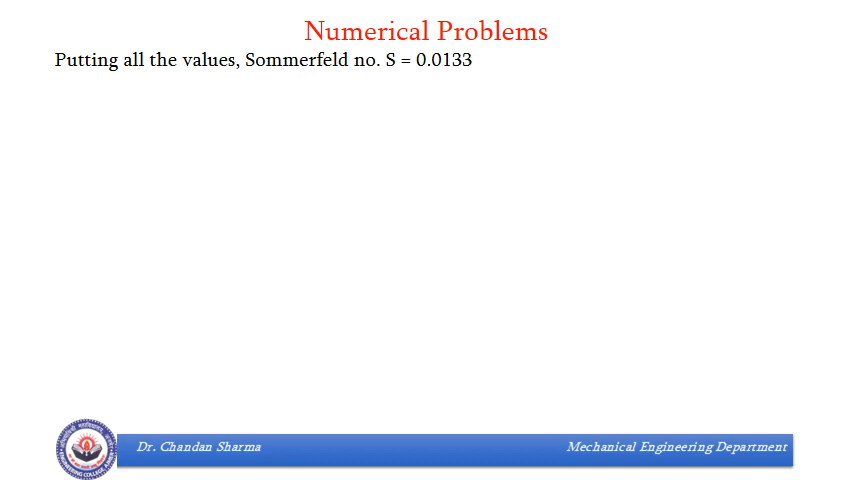 Numerical Problems
Putting all the values, Sommerfeld no. S = 0.0133
Dr. Chandan Sharma
Mechanical Engineering Department